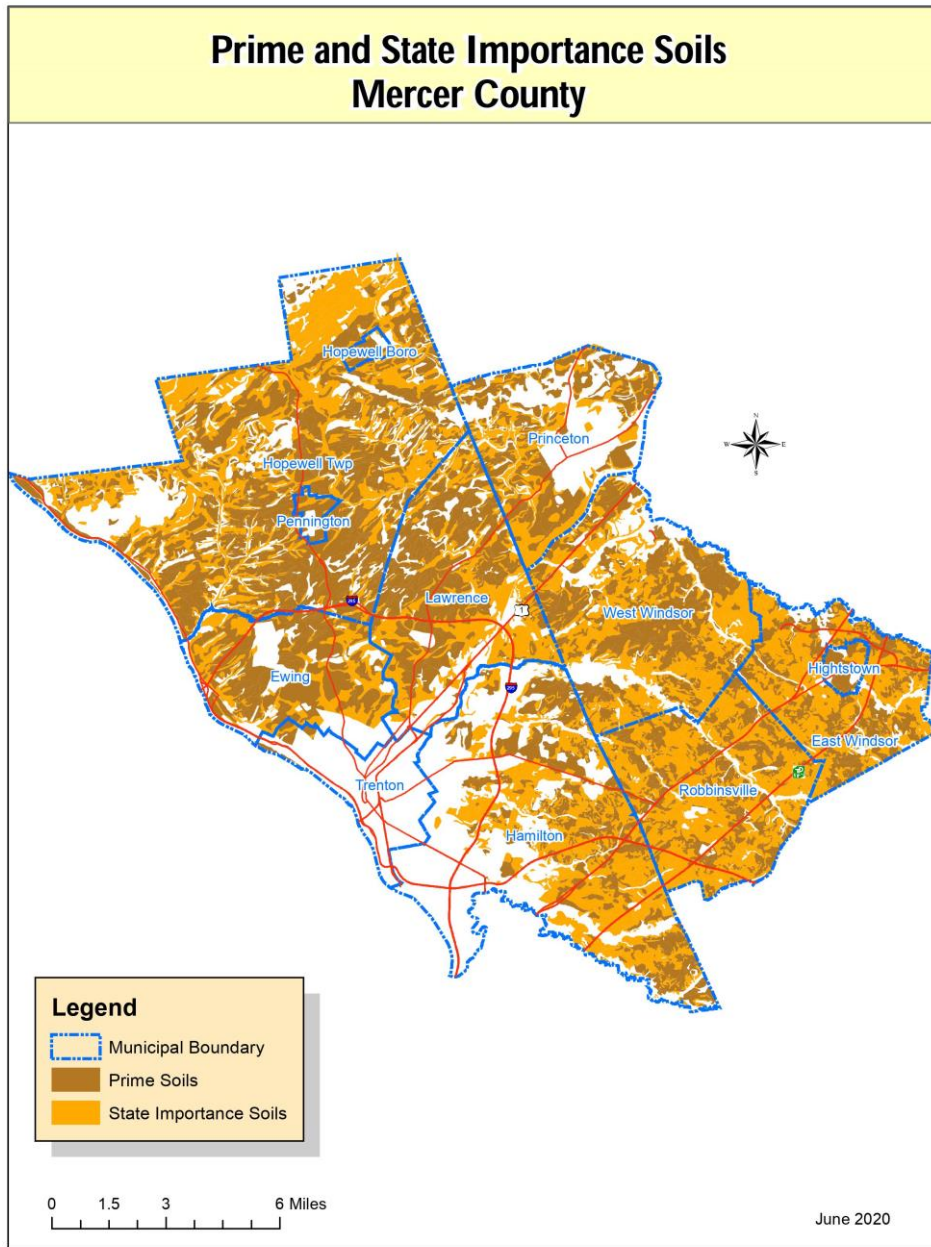 Prime and State Importance Soils
Mercer County
Hopewell Boro
Princeton
N
W
E
S
Hopewell Twp
Pennington
Lawrence
1
West Windsor
Hightstown
Ewing
295
East Windsor
Trenton
Robbinsville
Hamilton
Legend
Municipal Boundary
Prime Soils
State Importance Soils
0 1.5 3 6 Miles
June 2020